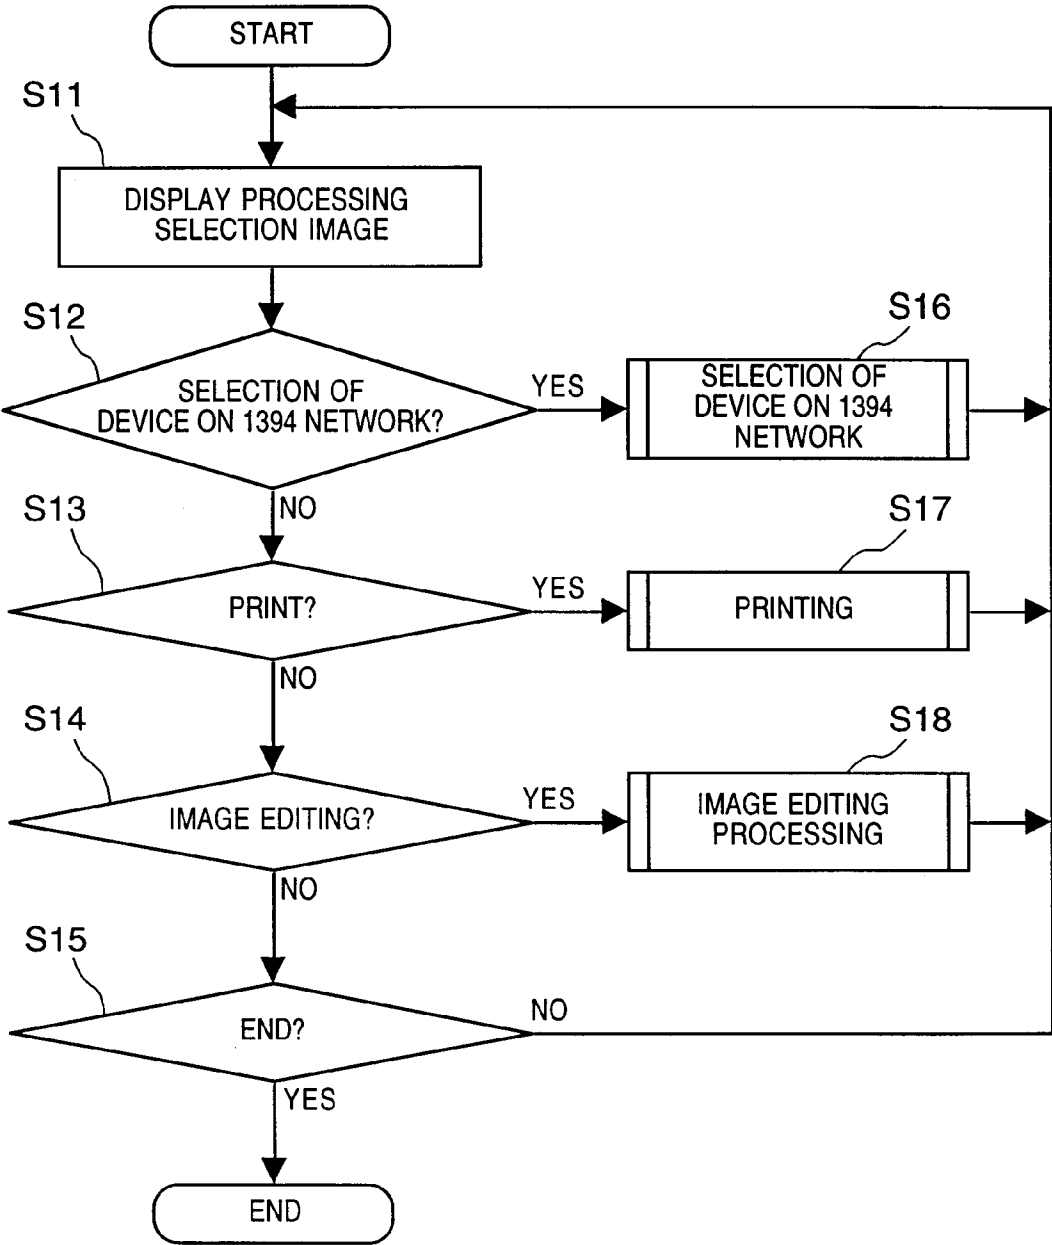 START
S11
DISPLAY PROCESSING
SELECTION IMAGE
S12
SELECTION OF
DEVICE ON 1394 NETWORK?
YES
S16
SELECTION OF
DEVICE ON 1394
NETWORK
NO
S13
PRINT?
YES
S17
PRINTING
NO
S14
IMAGE EDITING?
YES
S18
IMAGE EDITING
PROCESSING
NO
S15
END?
NO
YES
END